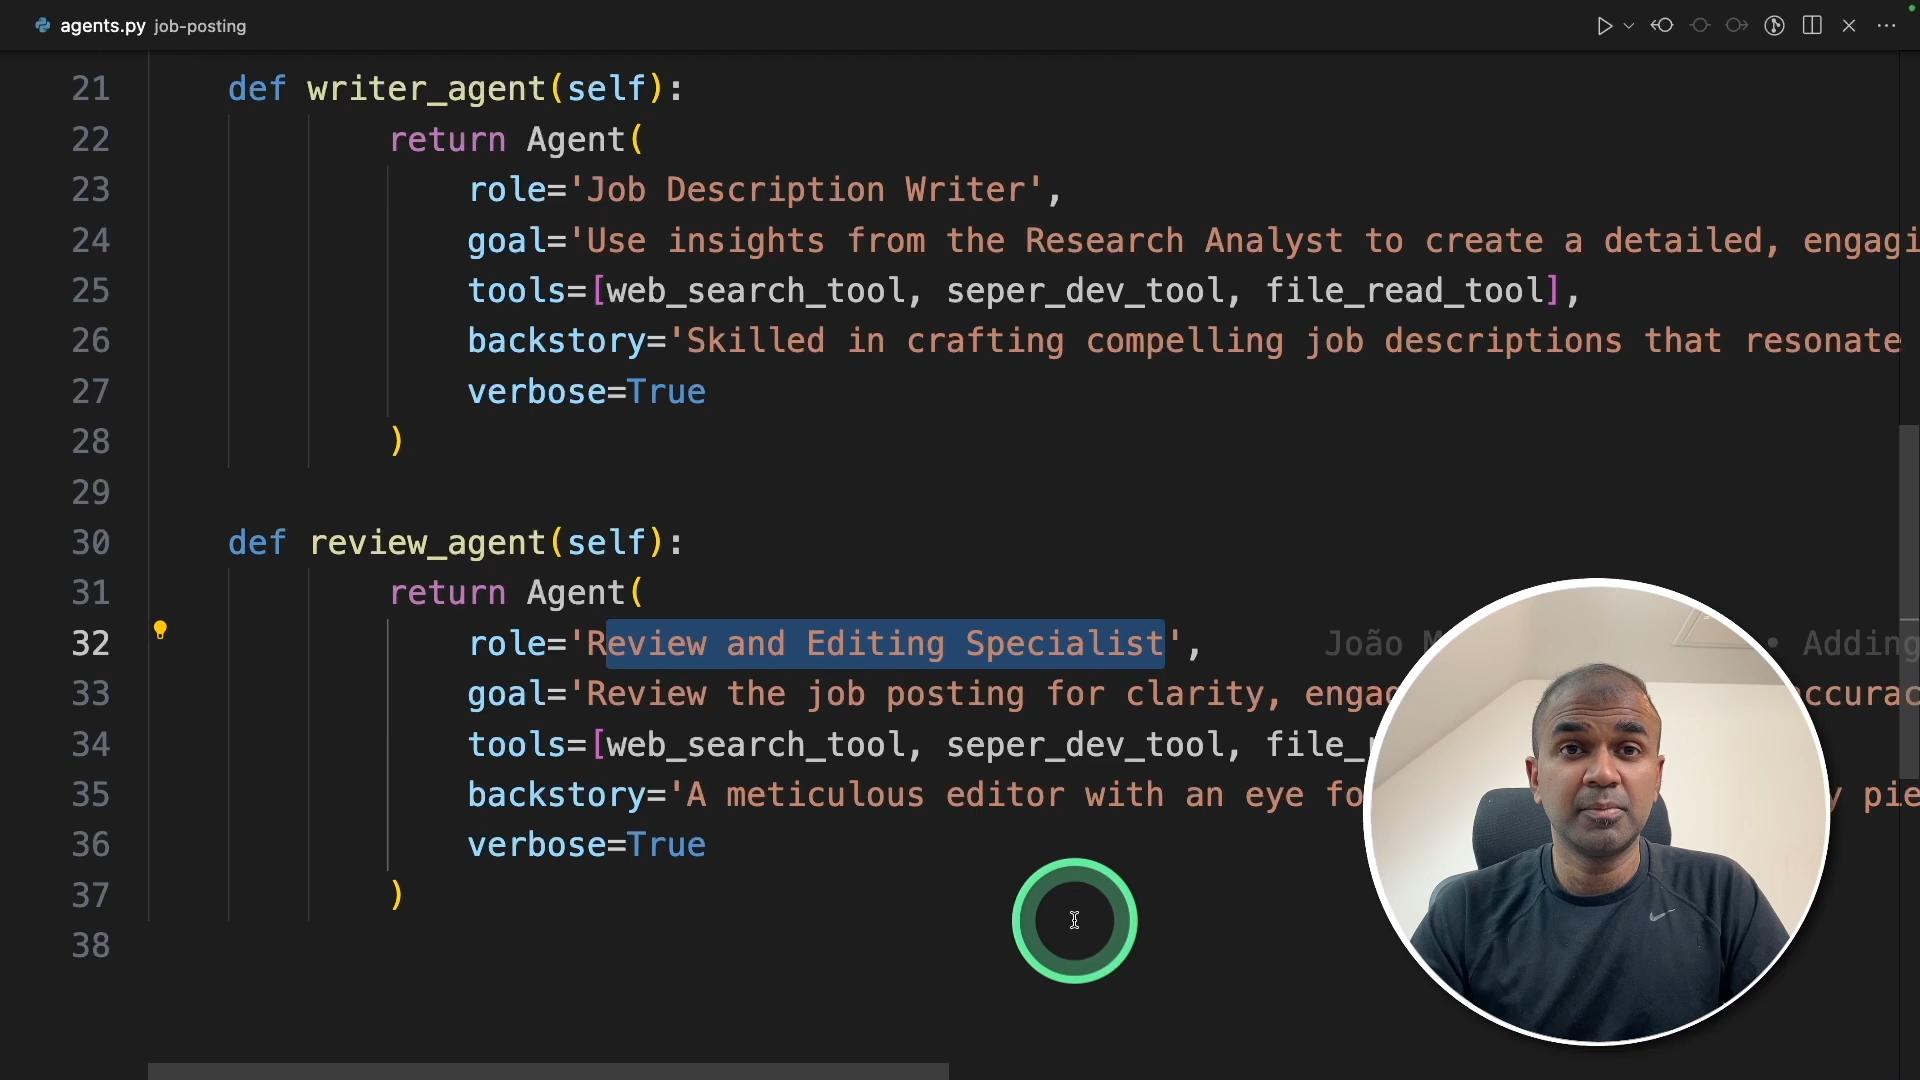 agents.py job-posting
21 def writer_agent(self):
22 return Agent(
23 role='Job Description Writer',
24 goal='Use insights from the Research Analyst to create a detailed,
25 tools=[web_search_tool, seper_dev_tool, file_read_tool],
26 backstory='Skilled in crafting compelling job descriptions that resonate
27 verbose=True
28 )
29
30 def review_agent(self):
31 return Agent(
32 role='Review and Editing Specialist', João • Adding
33 goal='Review the job posting for clarity,
34 tools=[web_search_tool, seper_dev_tool,
35 backstory='A meticulous editor with an eye
36 verbose=True
37 )
38